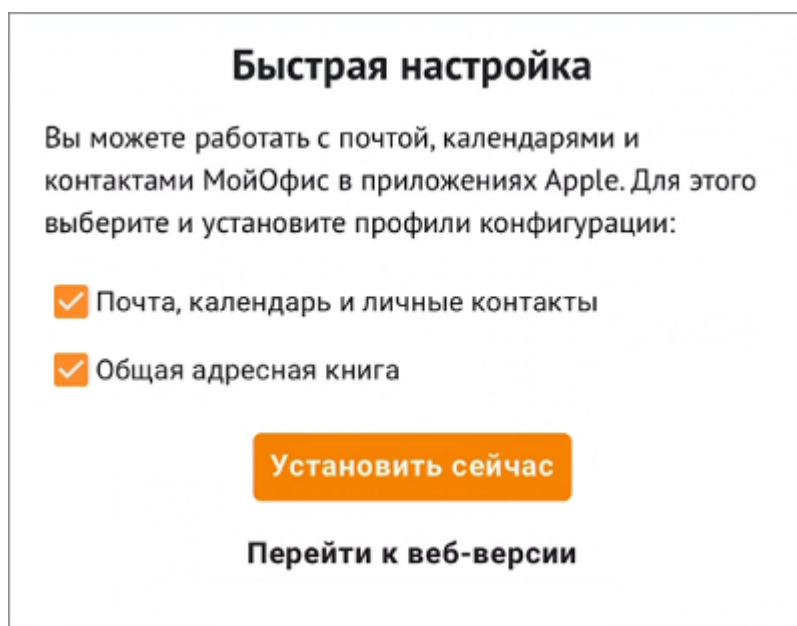 Быстрая настройка
Вы можете работать с почтой, календарями и
контактами МойОфис в приложениях Apple. Для этого
выберите и установите профили конфигурации:
Почта, календарь и личные контакты
Общая адресная книга
Установить сейчас
Перейти к веб-версии